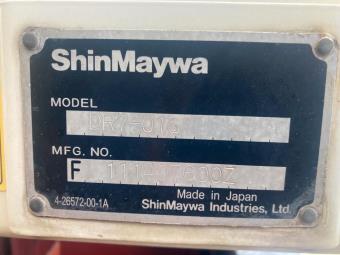 ShinMaywa
MODEL
MFG. NO.
F
Made in Japan
4-26572-00-1A
ShinMaywa Industries, Ltd.